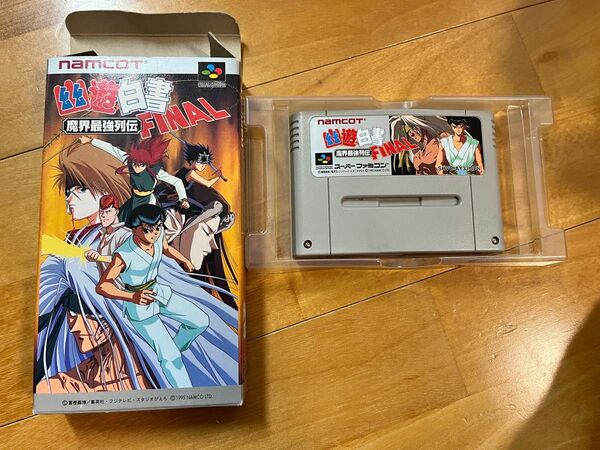 namcot
幽遊白書
FINAL
魔界最強列伝
©冨樫義博/集英社・フジテレビ・スタジオぴえろ ©1995 NAMCO LTD.
namcot
幽遊白書
FINAL
魔界最強列伝
スーパーファミコン